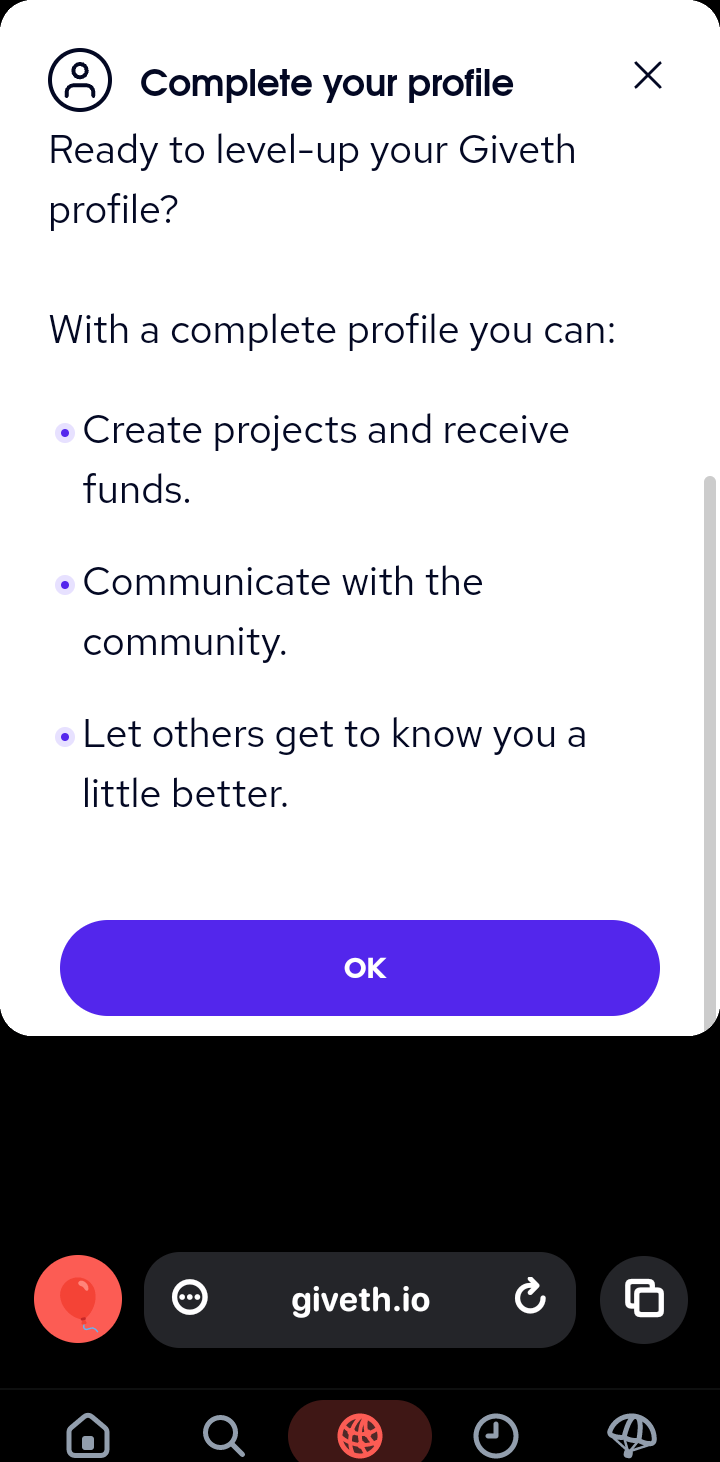 Complete your profile
Ready to level-up your Giveth
profile?
With a complete profile you can:
Create projects and receive
funds.
Communicate with the
community.
Let others get to know you a
little better.
OK
giveth.io